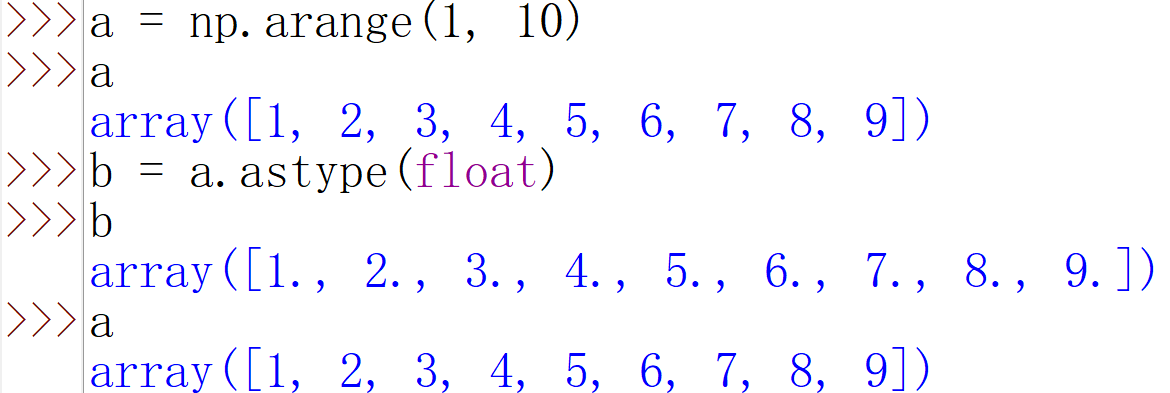 >>> a = np.arange(1, 10)
>>> a
array([1, 2, 3, 4, 5, 6, 7, 8, 9])
>>> b = a.astype(float)
>>> b
array([1., 2., 3., 4., 5., 6., 7., 8., 9.])
>>> a
array([1, 2, 3, 4, 5, 6, 7, 8, 9])